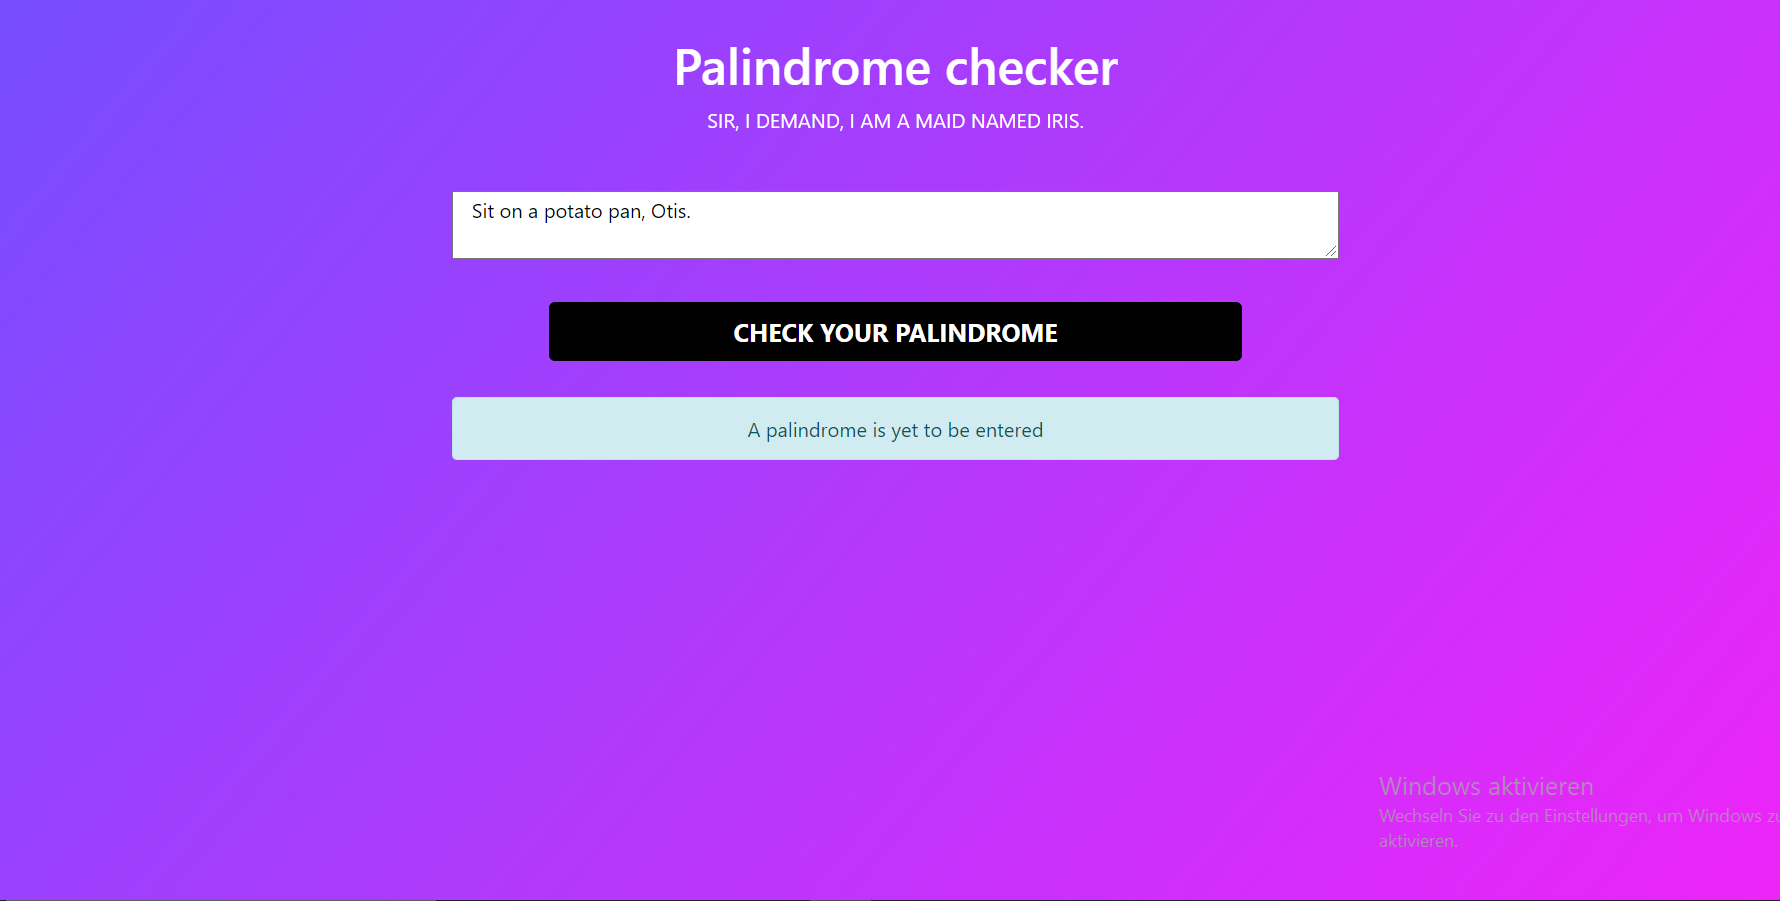 Palindrome checker
SIR, I DEMAND, I AM A MAID NAMED IRIS.
Sit on a potato pan, Otis.
CHECK YOUR PALINDROME
A palindrome is yet to be entered
Windows aktivieren
Wechseln Sie zu den Einstellungen, um Windows zu
aktivieren.